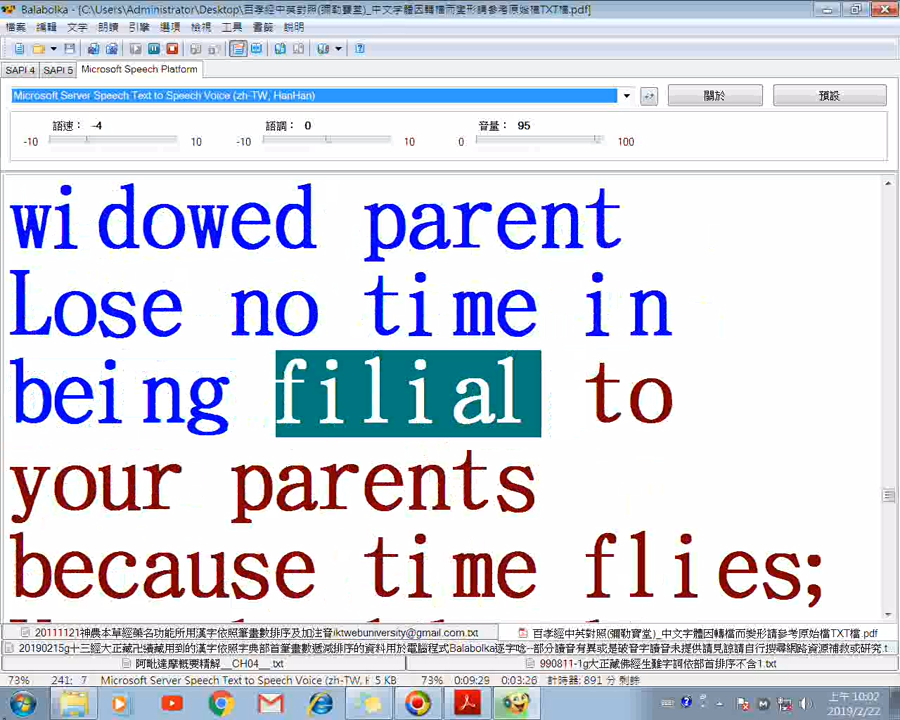 Balabolka - [C:\Users\Administrator\Desktop\百孝經中英對照(彌勒寶堂)_中文字體因轉檔而變形請參考原始檔TXT檔.pdf]
檔案 編輯 文字 朗讀 引擎 選項 檢視 工具 書籤 說明
SAPI 4 SAPI 5 Microsoft Speech Platform
Microsoft Server Speech Text to Speech Voice (zh-TW, HanHan) 關於 預設
語速： -4 語調： 0 音量： 95
-10 10 -10 10 0 100
widowed parent
Lose no time in
being filial to
your parents
because time flies;
20111121神農本草經藥名功能所用漢字依照筆畫數排序及加注音iktwebuniversity@gmail.com.txt 百孝經中英對照(彌勒寶堂)_中文字體因轉檔而變形請參考原始檔TXT檔.pdf
20190215g十三經大正藏卍續藏用到的漢字依照字典部首筆畫數遞減排序的資料用於電腦程式Balabolka逐字唸-部分讀音有異或是破音字讀音未提供請見諒請自行搜尋網路資源補救或研究.t
阿毗達摩概要精解__CH04__.txt 990811-1g大正藏佛經生難字詞依部首排序不含1.txt
73% 241: 7 Microsoft Server Speech Text to Speech Voice (zh-TW, H 5 KB 73% 0:09:29 0:03:26 計時器: 891 分 剩餘
上午 10:02
2019/2/22